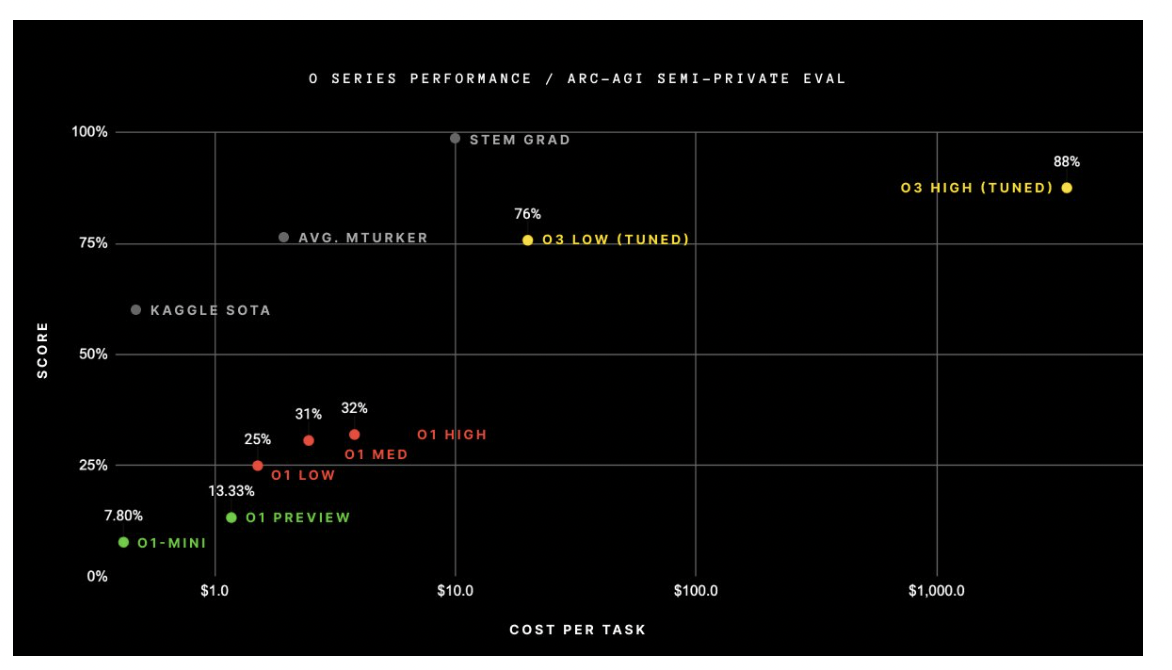 O SERIES PERFORMANCE / ARC-AGI SEMI-PRIVATE EVAL
100%
STEM GRAD
88%
O3 HIGH (TUNED)
76%
O3 LOW (TUNED)
AVG. MTURKER
75%
KAGGLE SOTA
SCORE
50%
31%
32%
25%
O1 HIGH
O1 MED
25%
O1 LOW
13.33%
O1 PREVIEW
7.80%
O1-MINI
0%
$1.0
$10.0
$100.0
$1,000.0
COST PER TASK